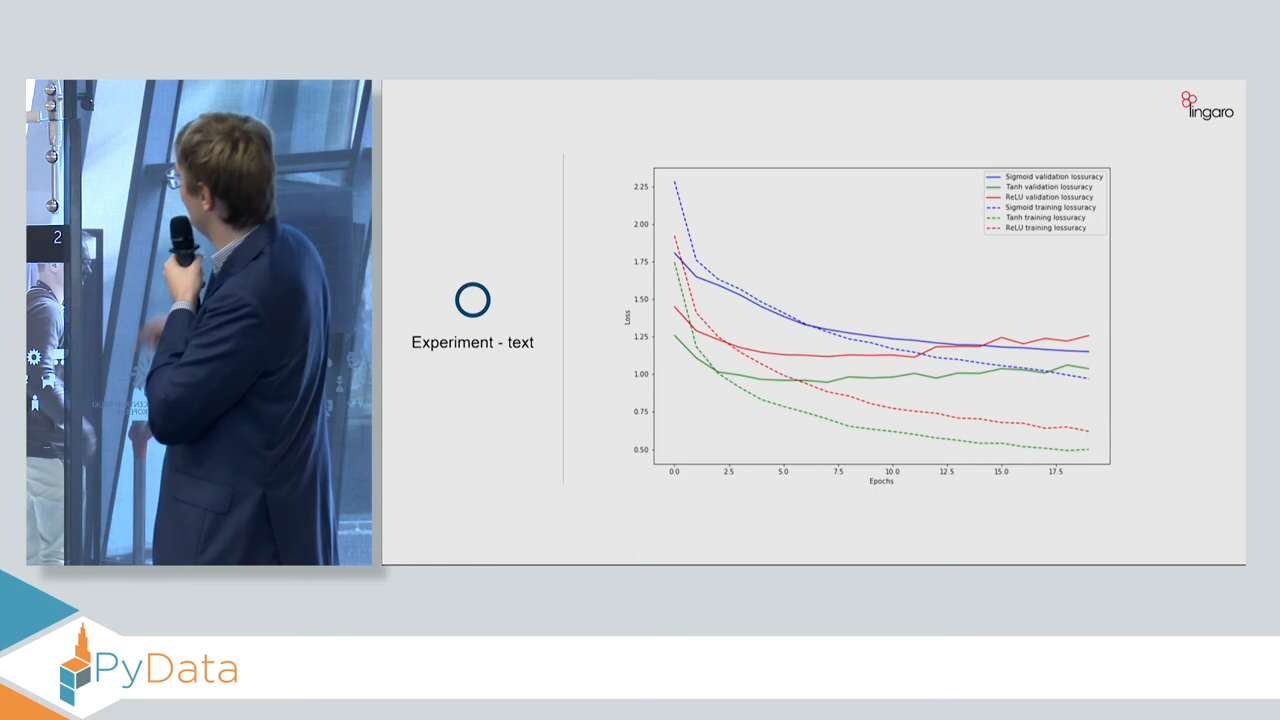 2
lingaro
Experiment - text
Sigmoid validation lossuracy
Tanh validation lossuracy
ReLU validation lossuracy
Sigmoid training lossuracy
Tanh training lossuracy
ReLU training lossuracy
2.25
2.00
1.75
1.50
1.25
1.00
0.75
0.50
Loss
0.0
2.5
5.0
7.5
10.0
12.5
15.0
17.5
Epochs
PyData